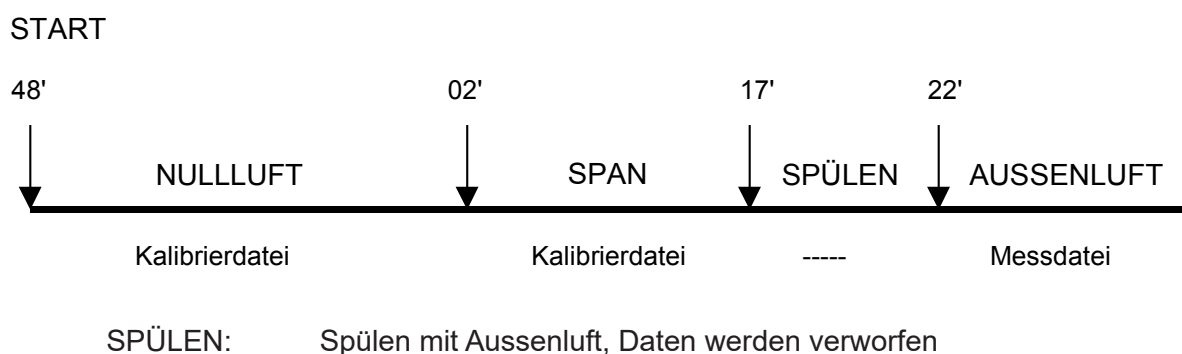 START
48' 02' 17' 22'
NULLLUFT SPAN SPÜLEN AUSSENLUFT
Kalibrierdatei Kalibrierdatei ----- Messdatei
SPÜLEN: Spülen mit Aussenluft, Daten werden verworfen